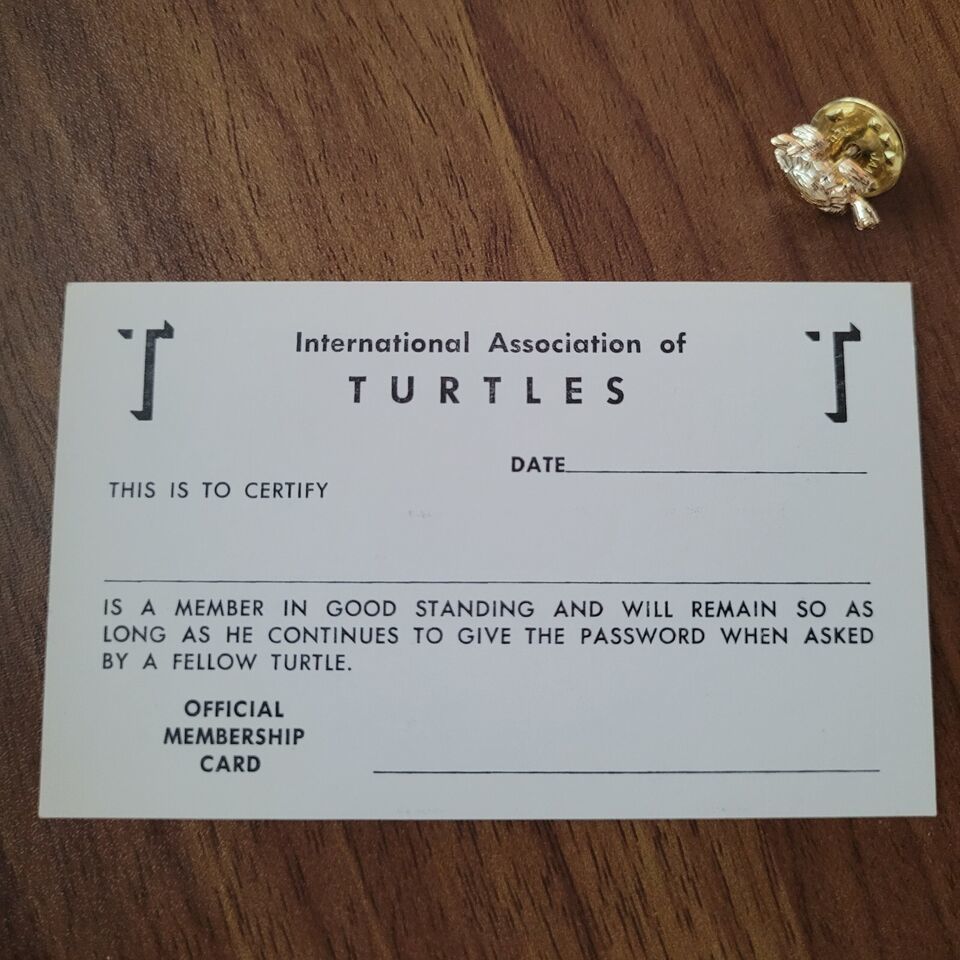 T T
International Association of
TURTLES
DATE
THIS IS TO CERTIFY
IS A MEMBER IN GOOD STANDING AND WILL REMAIN SO AS
LONG AS HE CONTINUES TO GIVE THE PASSWORD WHEN ASKED
BY A FELLOW TURTLE.
OFFICIAL
MEMBERSHIP
CARD